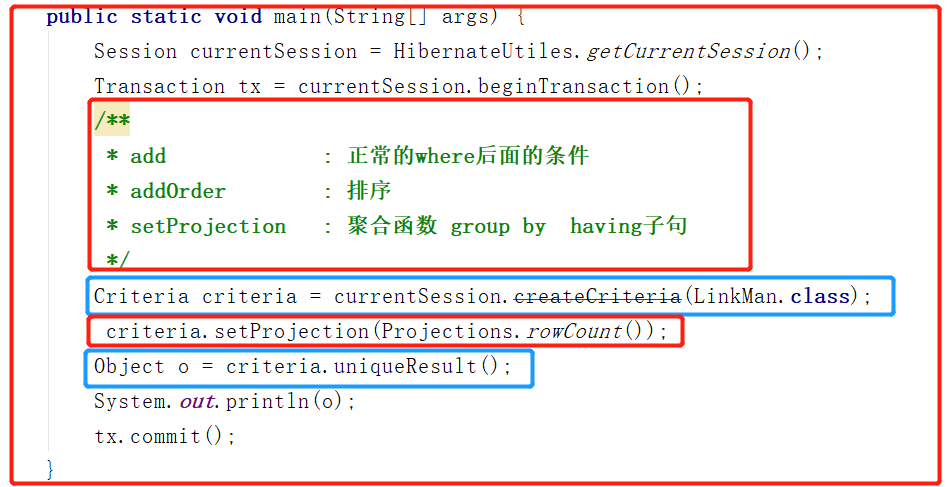 public static void main(String[] args) {
Session currentSession = HibernateUtiles.getCurrentSession();
Transaction tx = currentSession.beginTransaction();
/**
* add : 正常的where后面的条件
* addOrder : 排序
* setProjection : 聚合函数 group by having子句
*/
Criteria criteria = currentSession.createCriteria(LinkMan.class);
criteria.setProjection(Projections.rowCount());
Object o = criteria.uniqueResult();
System.out.println(o);
tx.commit();
}